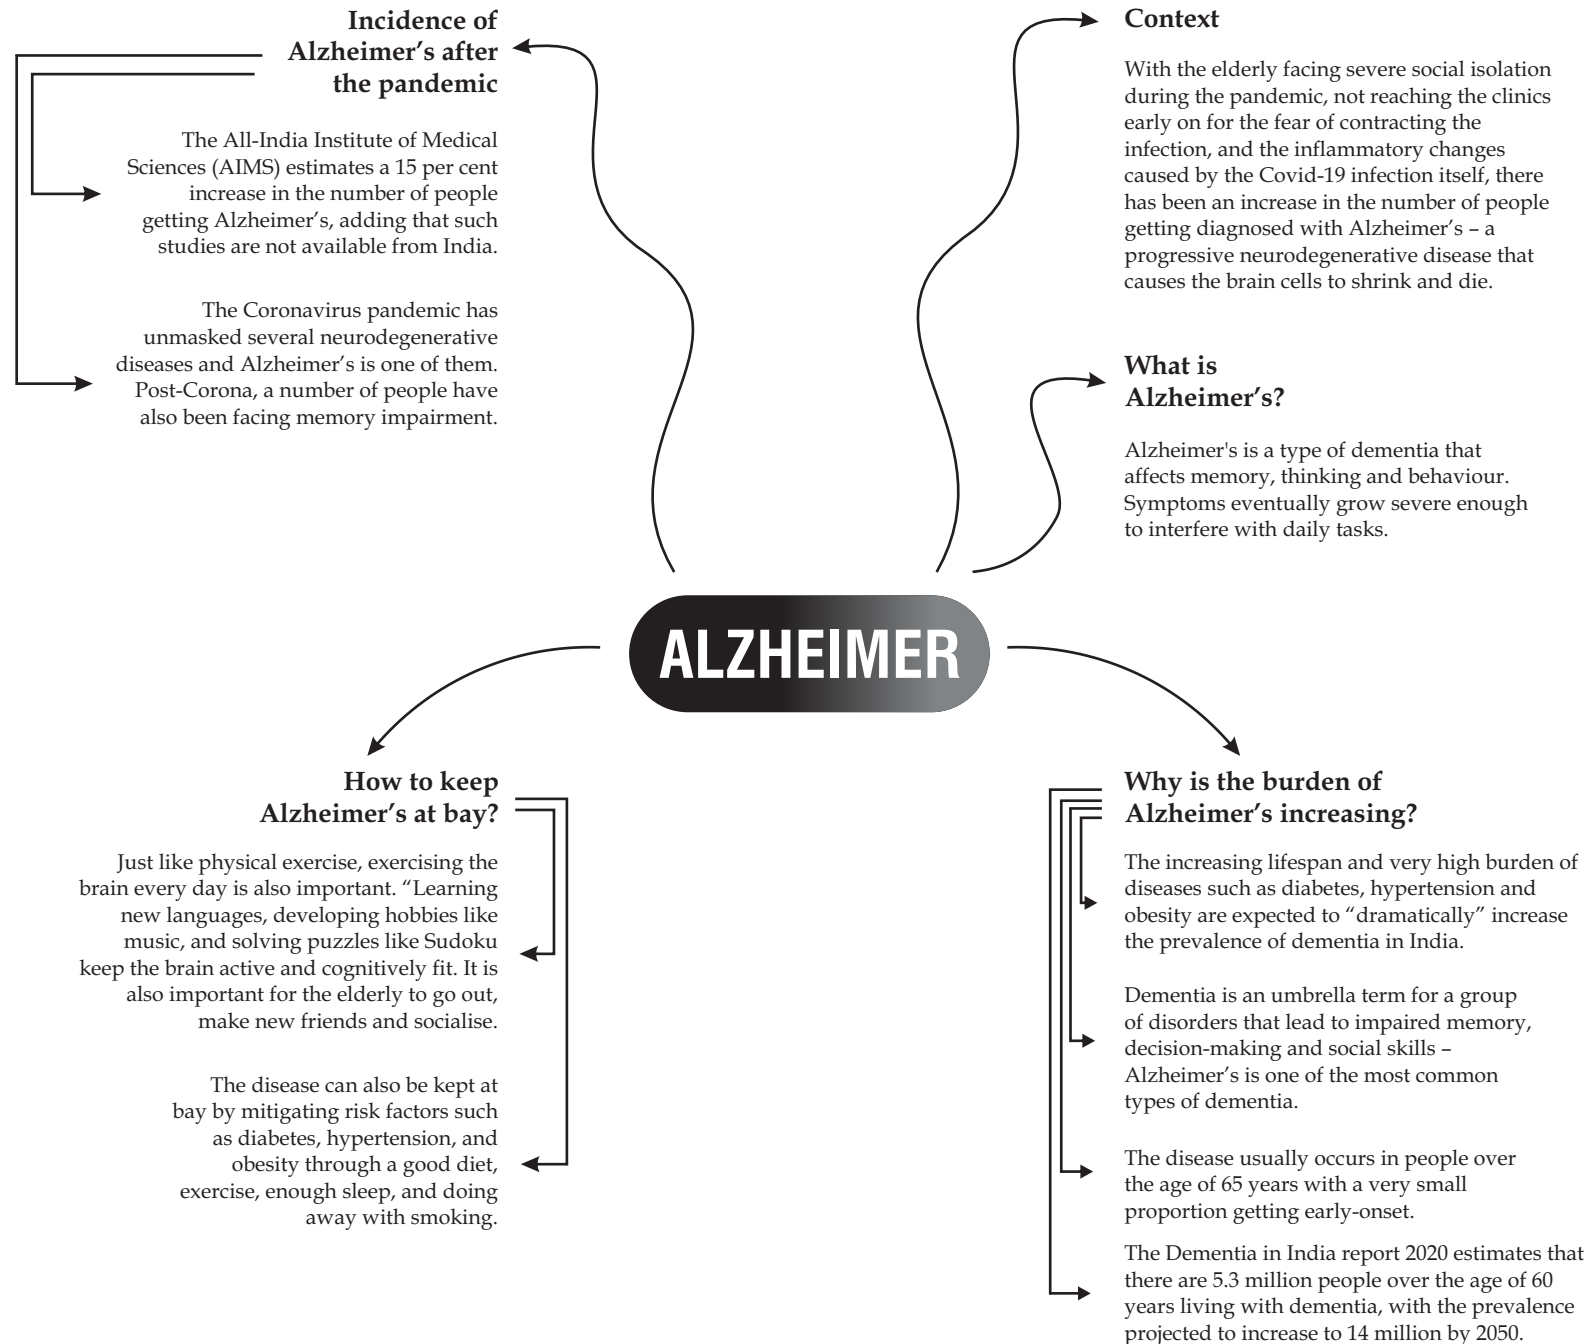 Incidence of
Alzheimer’s after
the pandemic
The All-India Institute of Medical
Sciences (AIMS) estimates a 15 per cent
increase in the number of people
getting Alzheimer’s, adding that such
studies are not available from India.
The Coronavirus pandemic has
unmasked several neurodegenerative
diseases and Alzheimer’s is one of them.
Post-Corona, a number of people have
also been facing memory impairment.
Context
With the elderly facing severe social isolation
during the pandemic, not reaching the clinics
early on for the fear of contracting the
infection, and the inflammatory changes
caused by the Covid-19 infection itself, there
has been an increase in the number of people
getting diagnosed with Alzheimer’s – a
progressive neurodegenerative disease that
causes the brain cells to shrink and die.
What is
Alzheimer’s?
Alzheimer's is a type of dementia that
affects memory, thinking and behaviour.
Symptoms eventually grow severe enough
to interfere with daily tasks.
ALZHEIMER
How to keep
Alzheimer’s at bay?
Just like physical exercise, exercising the
brain every day is also important. “Learning
new languages, developing hobbies like
music, and solving puzzles like Sudoku
keep the brain active and cognitively fit. It is
also important for the elderly to go out,
make new friends and socialise.
The disease can also be kept at
bay by mitigating risk factors such
as diabetes, hypertension, and
obesity through a good diet,
exercise, enough sleep, and doing
away with smoking.
Why is the burden of
Alzheimer’s increasing?
The increasing lifespan and very high burden of
diseases such as diabetes, hypertension and
obesity are expected to “dramatically” increase
the prevalence of dementia in India.
Dementia is an umbrella term for a group
of disorders that lead to impaired memory,
decision-making and social skills –
Alzheimer’s is one of the most common
types of dementia.
The disease usually occurs in people over
the age of 65 years with a very small
proportion getting early-onset.
The Dementia in India report 2020 estimates that
there are 5.3 million people over the age of 60
years living with dementia, with the prevalence
projected to increase to 14 million by 2050.